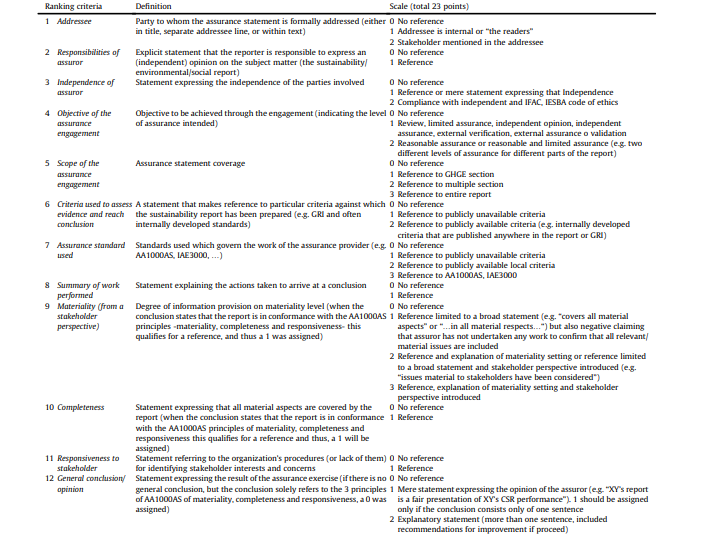 Ranking criteria Definition Scale (total 23 points)
1 Addressee Party to whom the assurance statement is formally addressed (either 0 No reference
in title, separate addressee line, or within text) 1 Addressee is internal or “the readers”
2 Stakeholder mentioned in the addressee
2 Responsibilities of Explicit statement that the reporter is responsible to express an 0 No reference
assuror (independent) opinion on the subject matter (the sustainability/ 1 Reference
environmental/social report)
3 Independence of Statement expressing the independence of the parties involved 0 No reference
assuror 1 Reference or mere statement expressing that Independence
2 Compliance with independent and IFAC, IESBA code of ethics
4 Objective of the Objective to be achieved through the engagement (indicating the level 0 No reference
assurance of assurance intended) 1 Review, limited assurance, independent opinion, independent
engagement assurance, external verification, external assurance o validation
2 Reasonable assurance or reasonable and limited assurance (e.g. two
different levels of assurance for different parts of the report)
5 Scope of the Assurance statement coverage 0 No reference
assurance 1 Reference to GHGE section
engagement 2 Reference to multiple section
3 Reference to entire report
6 Criteria used to assess A statement that makes reference to particular criteria against which 0 No reference
evidence and reach the sustainability report has been prepared (e.g. GRI and often 1 Reference to publicly unavailable criteria
conclusion internally developed standards) 2 Reference to publicly available criteria (e.g. internally developed
criteria that are published anywhere in the report or GRI)
7 Assurance standard Standards used which govern the work of the assurance provider (e.g. 0 No reference
used AA1000AS, IAE3000, …) 1 Reference to publicly unavailable criteria
2 Reference to publicly available local criteria
3 Reference to AA1000AS, IAE3000
8 Summary of work Statement explaining the actions taken to arrive at a conclusion 0 No reference
performed 1 Reference
9 Materiality (from a Degree of information provision on materiality level (when the 0 No reference
stakeholder conclusion states that the report is in conformance with the AA1000AS 1 Reference limited to a broad statement (e.g. “covers all material
perspective) principles -materiality, completeness and responsiveness- this aspects” or “…in all material respects…”) but also negative claiming
qualifies for a reference, and thus a 1 was assigned) that assuror has not undertaken any work to confirm that all relevant/
material issues are included
2 Reference and explanation of materiality setting or reference limited
to a broad statement and stakeholder perspective introduced (e.g.
“issues material to stakeholders have been considered”)
3 Reference, explanation of materiality setting and stakeholder
perspective introduced
10 Completeness Statement expressing that all material aspects are covered by the 0 No reference
report (when the conclusion states that the report is in conformance 1 Reference
with the AA1000AS principles of materiality, completeness and
responsiveness this qualifies for a reference and thus, a 1 will be
assigned)
11 Responsiveness to Statement referring to the organization's procedures (or lack of them) 0 No reference
stakeholder for identifying stakeholder interests and concerns 1 Reference
12 General conclusion/ Statement expressing the result of the assurance exercise (if there is no 0 No reference
opinion general conclusion, but the conclusion solely refers to the 3 principles 1 Mere statement expressing the opinion of the assuror (e.g. “XY's report
of AA1000AS of materiality, completeness and responsiveness, a 0 was is a fair presentation of XY's CSR performance”). 1 should be assigned
assigned) only if the conclusion consists only of one sentence
2 Explanatory statement (more than one sentence, included
recommendations for improvement if proceed)